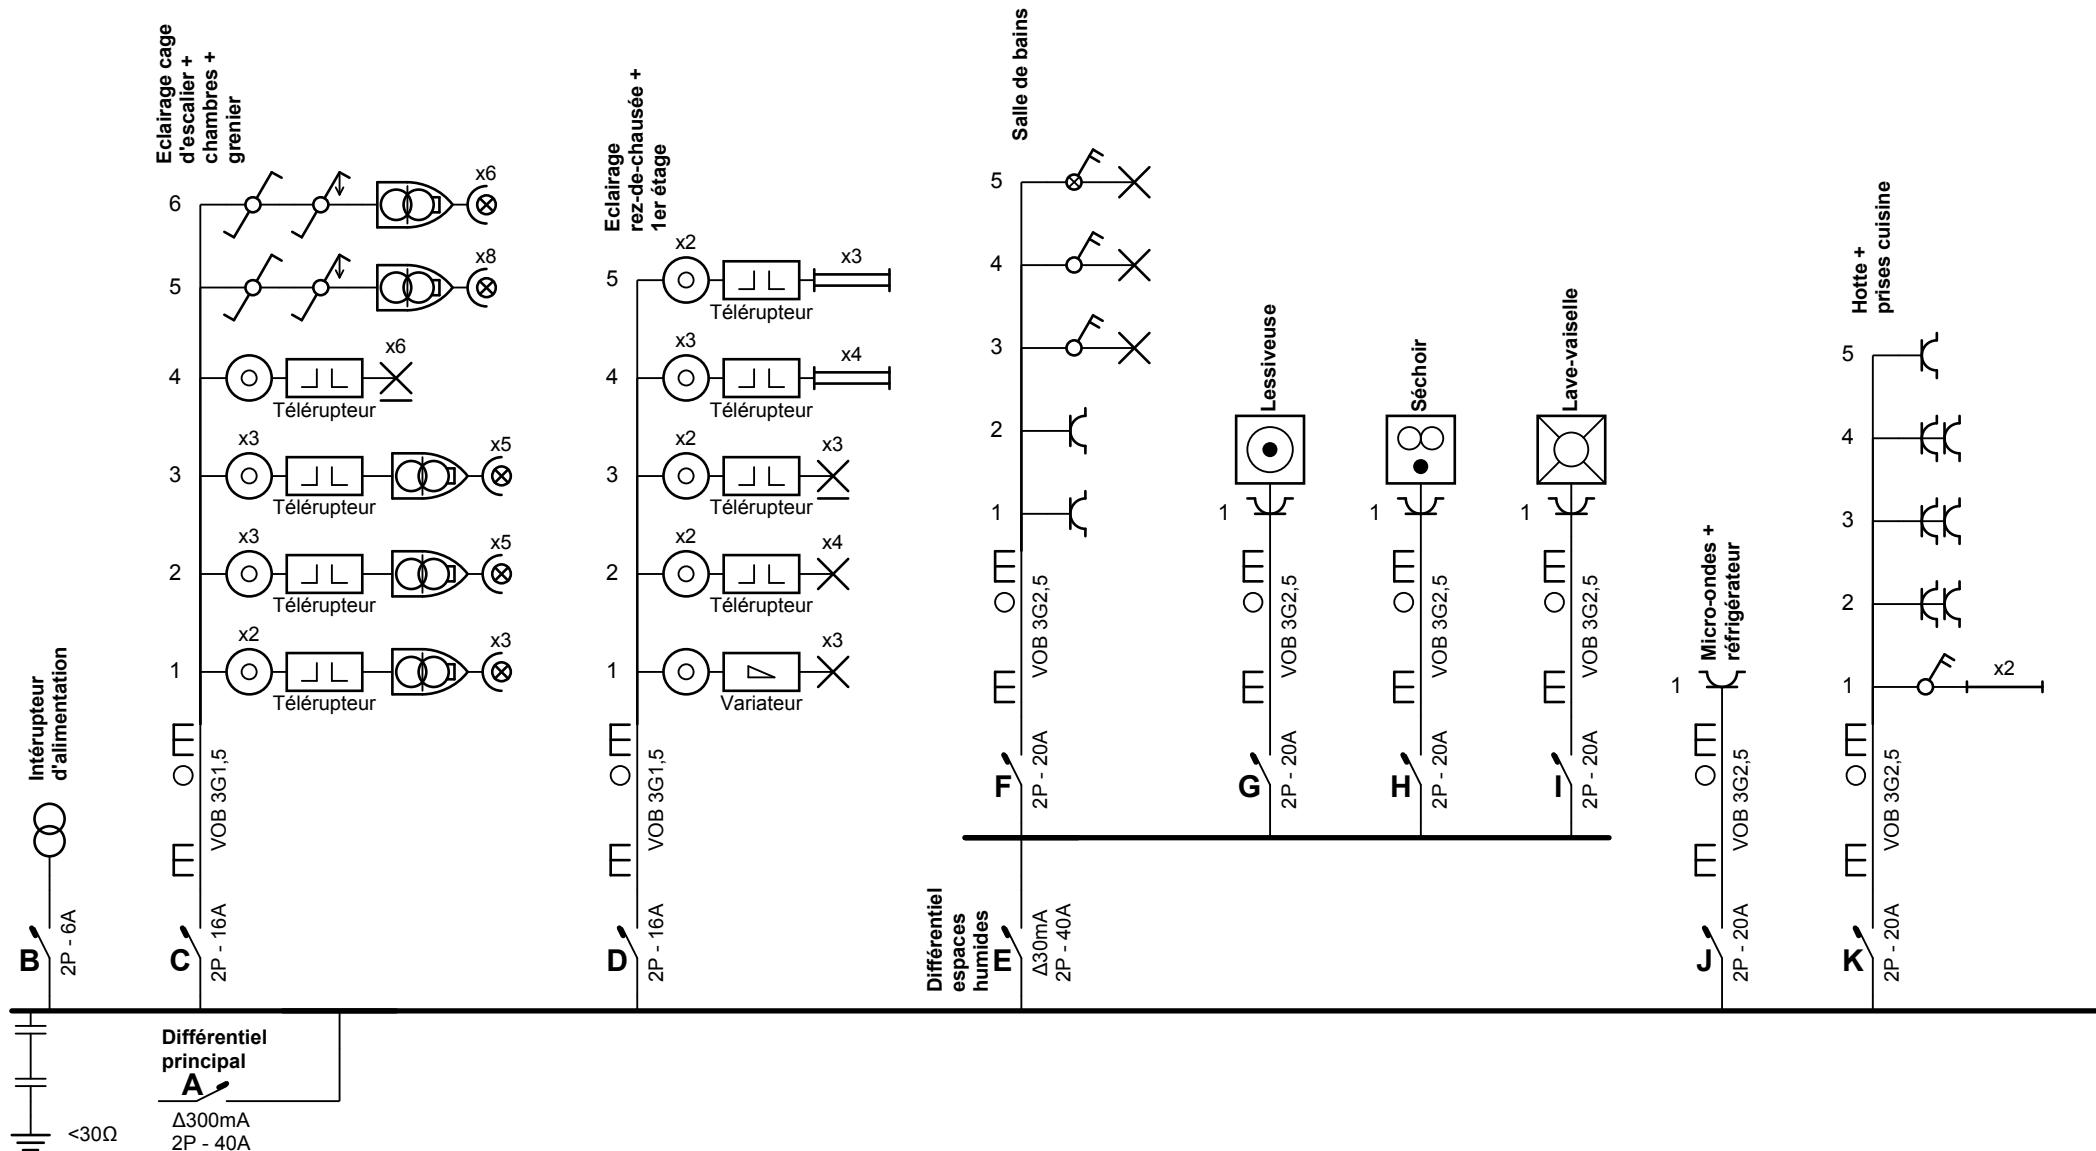 Eclairage cage
d'escalier +
chambres +
grenier
6
x6
5
x8
4
x6
Télérupteur
3
x3
x5
Télérupteur
2
x3
x5
Télérupteur
1
x2
x3
Télérupteur
VOB 3G1,5
C
2P - 16A
Intérupteur
d'alimentation
B
2P - 6A
Eclairage
rez-de-chausée +
1er étage
5
x2
x3
Télérupteur
4
x3
x4
Télérupteur
3
x2
x3
Télérupteur
2
x2
x4
Télérupteur
1
x3
Variateur
VOB 3G1,5
D
2P - 16A
Salle de bains
5
4
3
2
1
VOB 3G2,5
F
2P - 20A
Différentiel
espaces
humides
E
Δ30mA
2P - 40A
Lessiveuse
1
VOB 3G2,5
G
2P - 20A
Séchoir
1
VOB 3G2,5
H
2P - 20A
Lave-vaiselle
1
VOB 3G2,5
I
2P - 20A
Micro-ondes +
réfrigérateur
1
VOB 3G2,5
J
2P - 20A
Hotte +
prises cuisine
5
4
3
2
1
x2
VOB 3G2,5
K
2P - 20A
Différentiel
principal
A
Δ300mA
2P - 40A
<30Ω